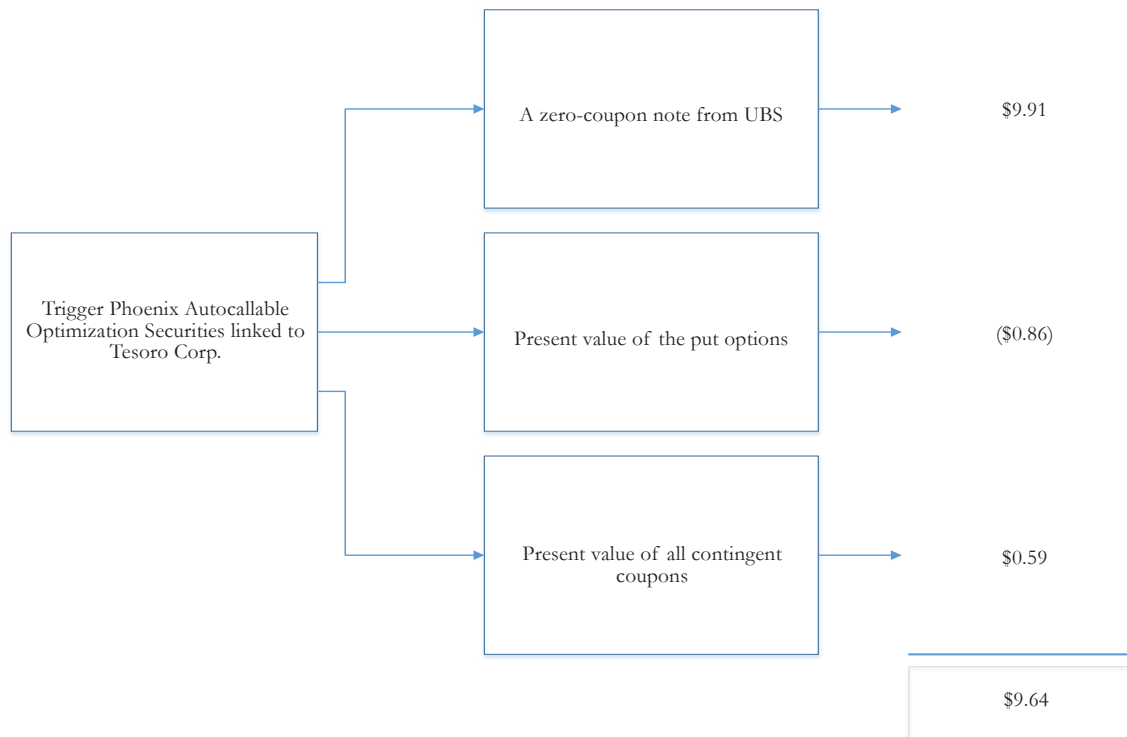 A zero-coupon note from UBS
$9.91
Trigger Phoenix Autocallable
Optimization Securities linked to
Tesoro Corp.
Present value of the put options
($0.86)
Present value of all contingent
coupons
$0.59
$9.64